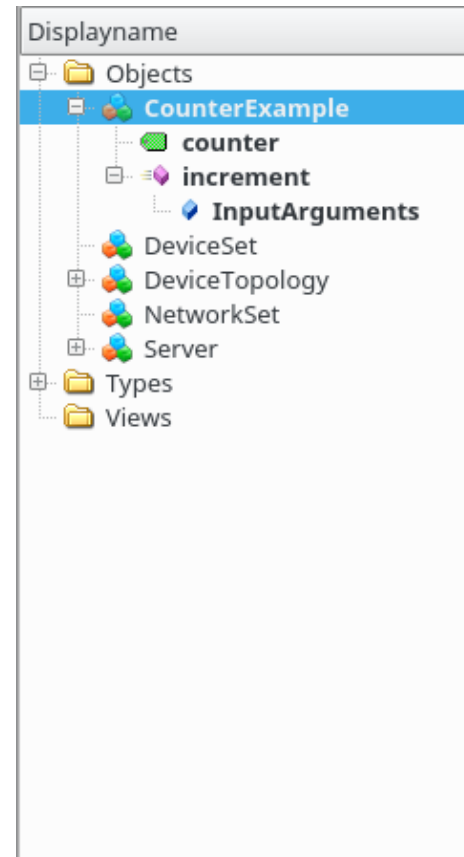 Displayname
Objects
CounterExample
counter
increment
InputArguments
DeviceSet
DeviceTopology
NetworkSet
Server
Types
Views